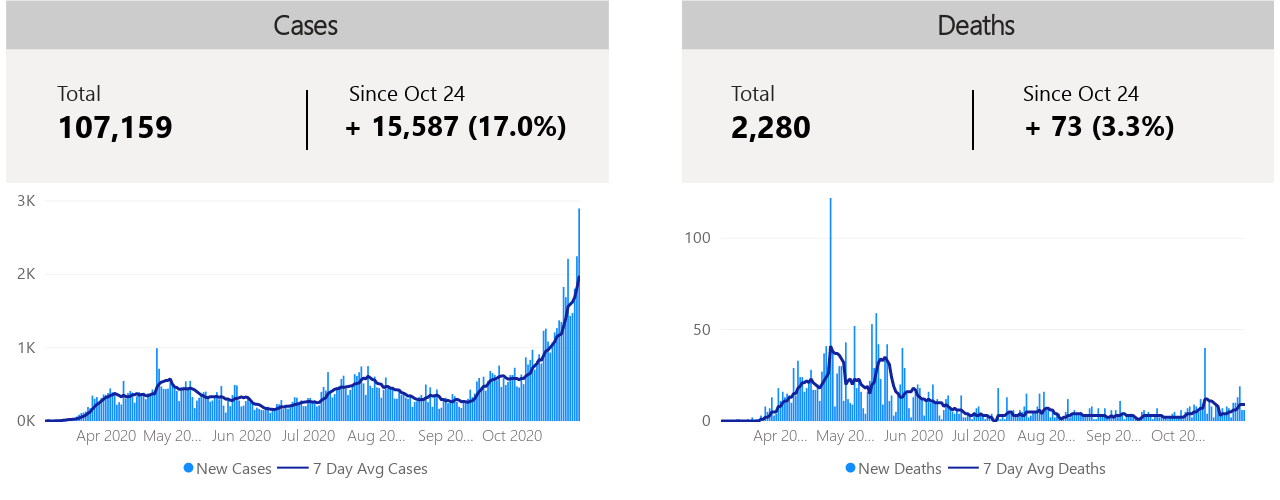 Cases
Total
107,159
Since Oct 24
+ 15,587 (17.0%)
3K
2K
1K
0K
Apr 2020 May 20... Jun 2020 Jul 2020 Aug 20... Sep 20... Oct 2020
New Cases 7 Day Avg Cases
Deaths
Total
2,280
Since Oct 24
+ 73 (3.3%)
100
50
0
Apr 20... May 20... Jun 2020 Jul 2020 Aug 20... Sep 20... Oct 20...
New Deaths 7 Day Avg Deaths